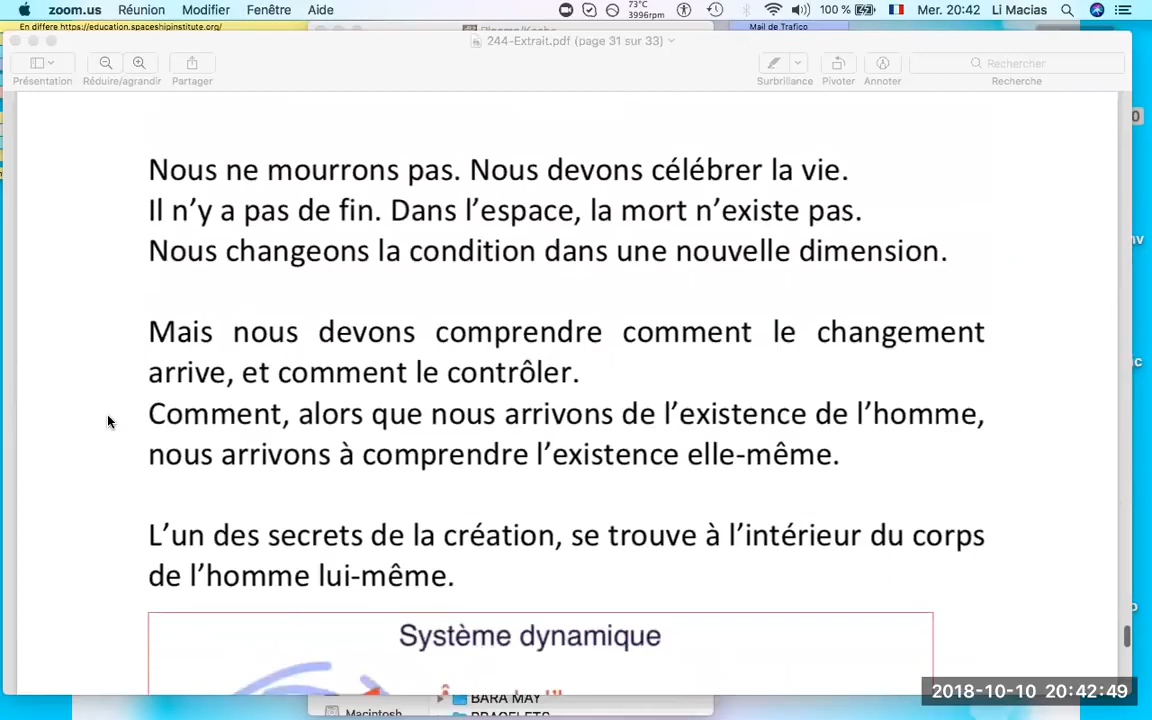 zoom.us Réunion Modifier Fenêtre Aide 73°C 3996rpm 100 % Mer. 20:42 Li Macias
En differe https://education.spaceshipinstitute.org/
Mail de Trafico
244-Extrait.pdf (page 31 sur 33)
Rechercher
Présentation Réduire/agrandir Partager Surbrillance Pivoter Annoter Recherche
Nous ne mourrons pas. Nous devons célébrer la vie.
Il n’y a pas de fin. Dans l’espace, la mort n’existe pas.
Nous changeons la condition dans une nouvelle dimension.
Mais nous devons comprendre comment le changement
arrive, et comment le contrôler.
Comment, alors que nous arrivons de l’existence de l’homme,
nous arrivons à comprendre l’existence elle-même.
L’un des secrets de la création, se trouve à l’intérieur du corps
de l’homme lui-même.
Système dynamique
BARA MAY
Macintosh
2018-10-10 20:42:49